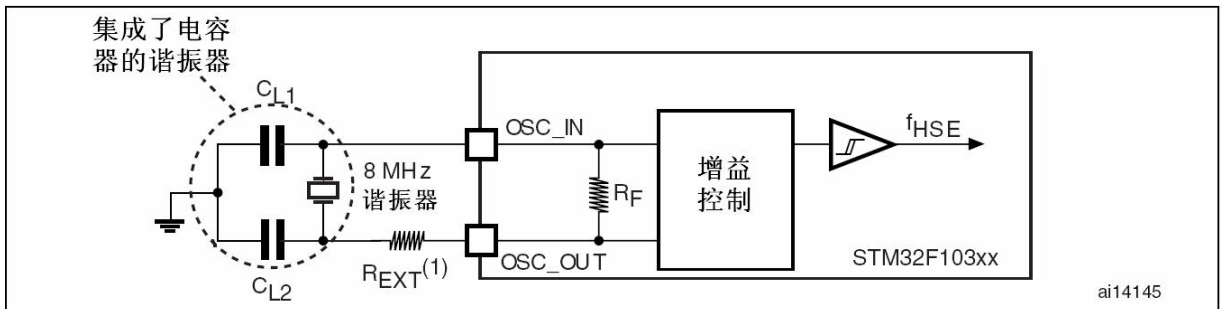 集成了电容
器的谐振器
CL1
OSC_IN
fHSE
8 MHz
谐振器
RF
增益
控制
REXT(1)
OSC_OUT
STM32F103xx
CL2
ai14145